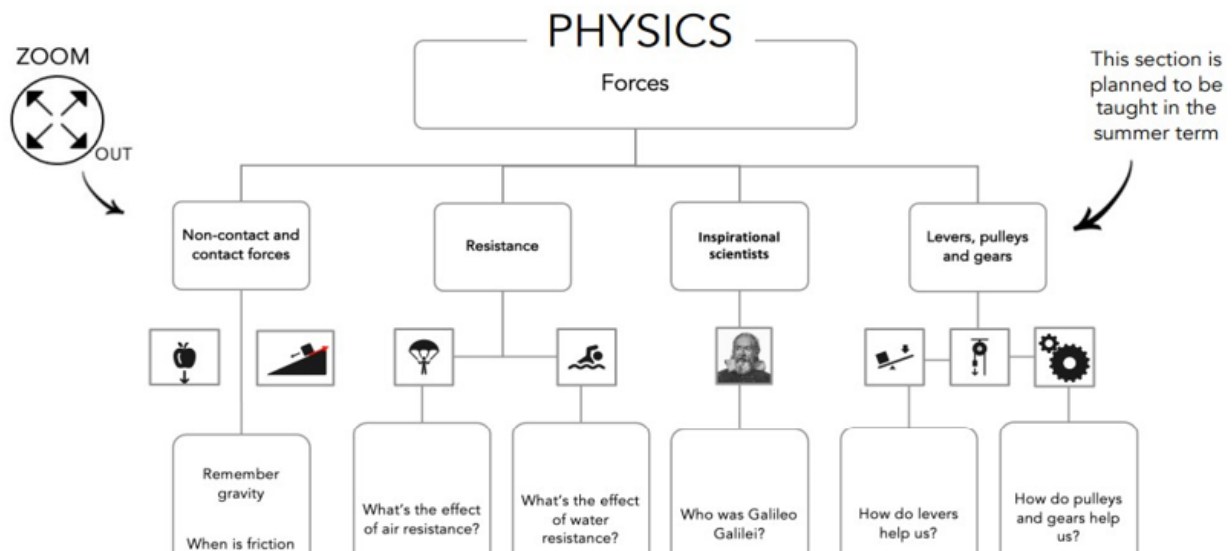 PHYSICS
Forces
ZOOM
OUT
This section is
planned to be
taught in the
summer term
Non-contact and
contact forces
Resistance
Inspirational
scientists
Levers, pulleys
and gears
Remember
gravity
When is friction
What's the effect
of air resistance?
What's the effect
of water
resistance?
Who was Galileo
Galilei?
How do levers
help us?
How do pulleys
and gears help
us?